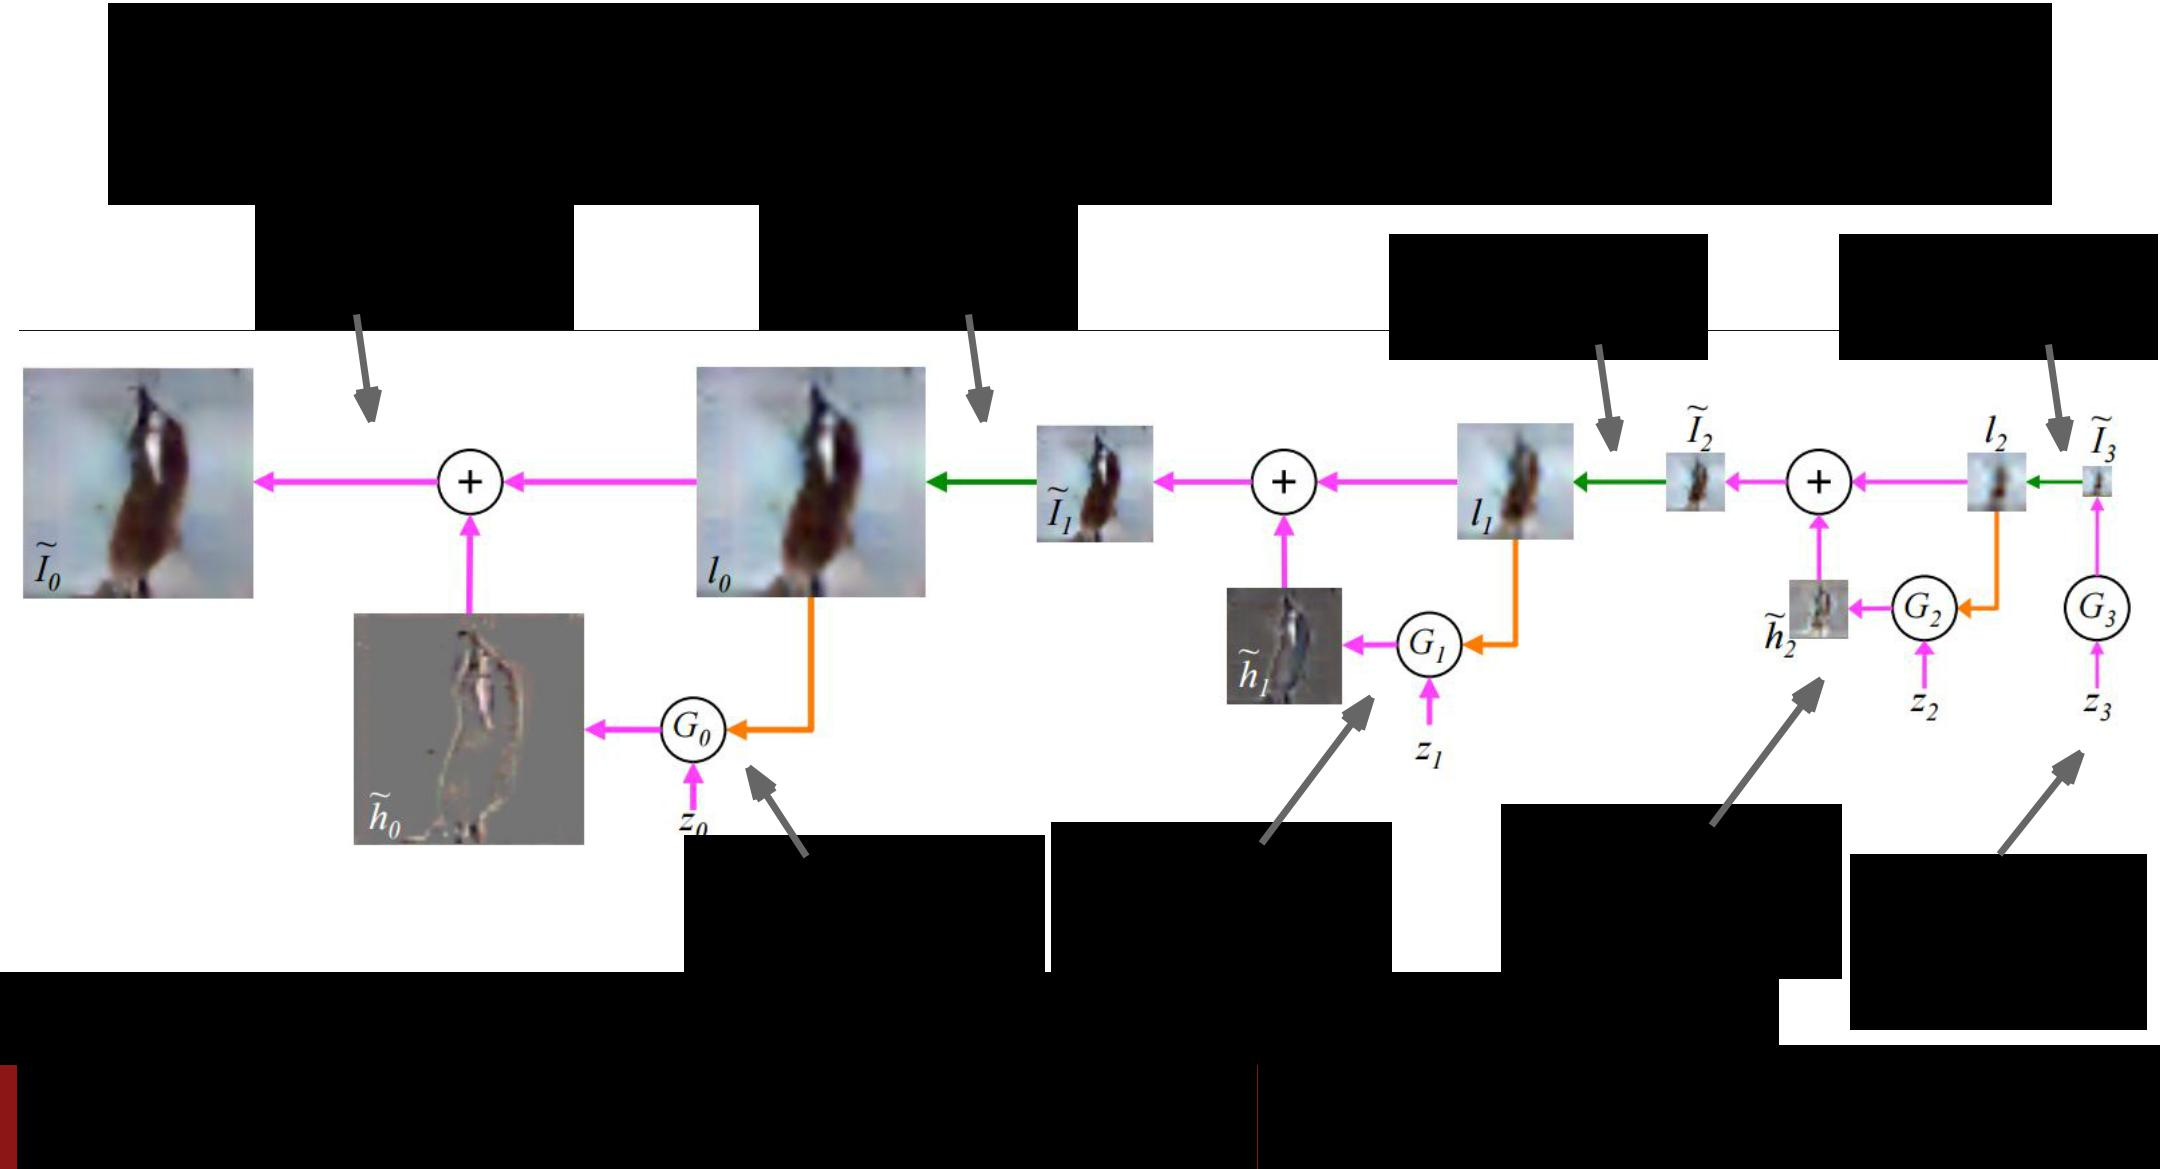 Ĩ₀
+
l₀
Ĩ₁
+
l₁
Ĩ₂
+
l₂
Ĩ₃
h̃₀
G₀
z₀
h̃₁
G₁
z₁
h̃₂
G₂
z₂
G₃
z₃